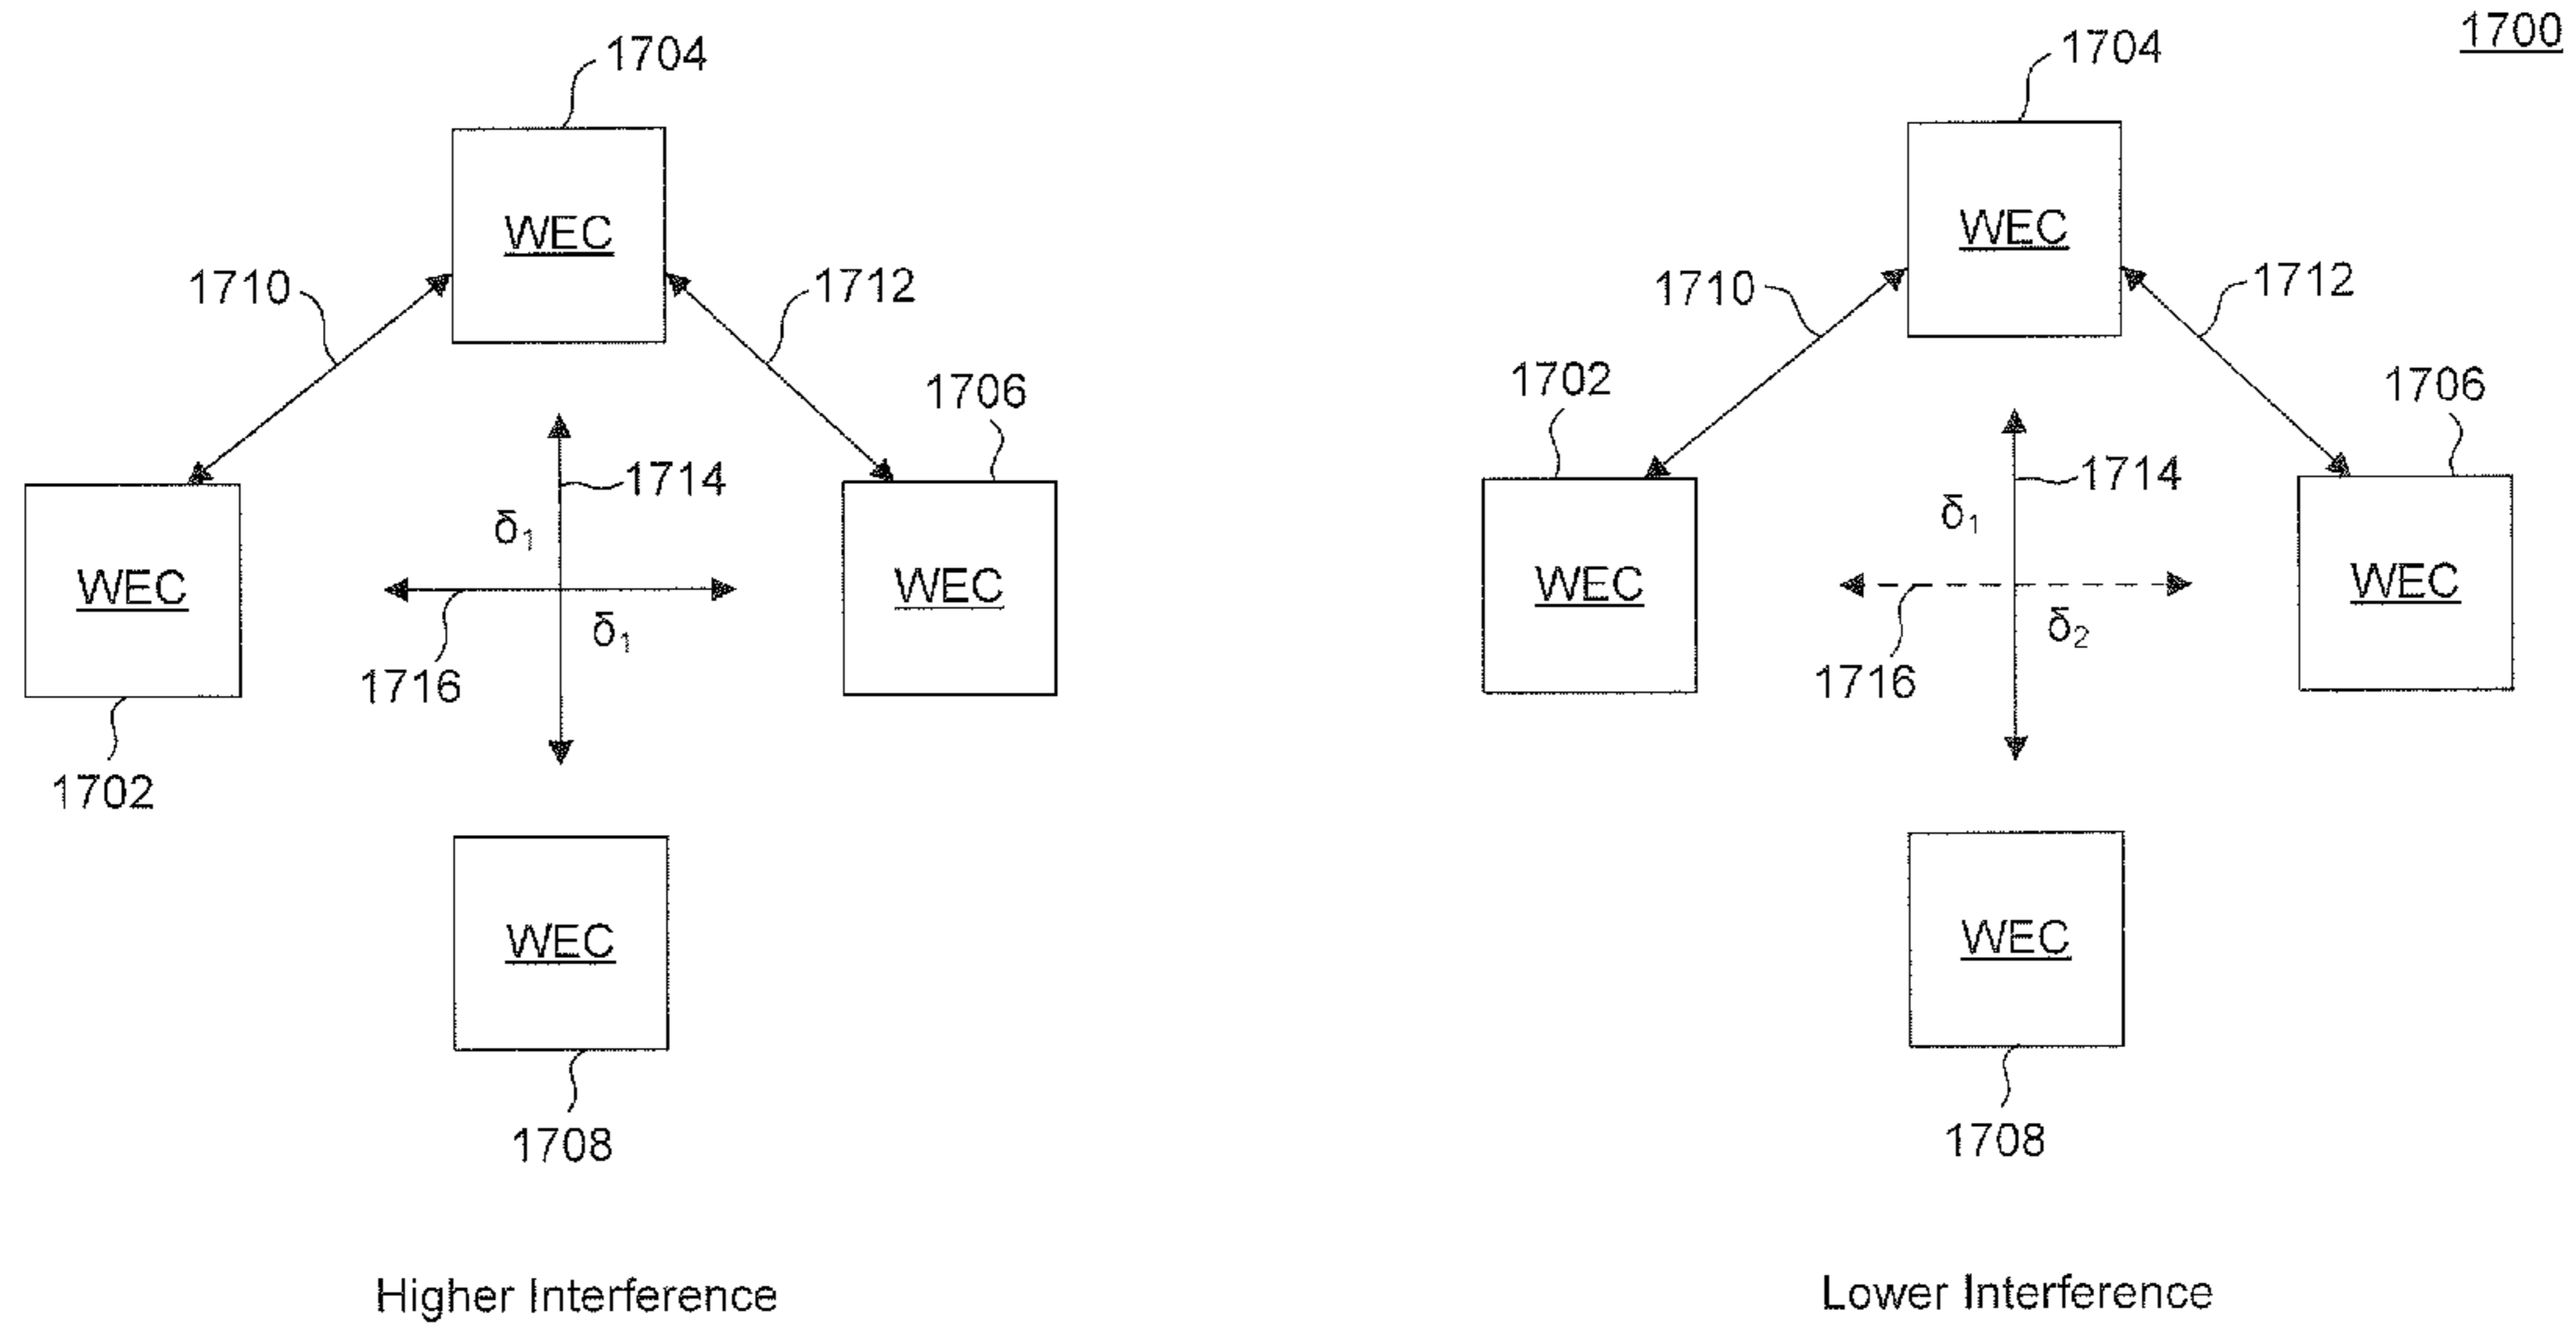 1700
1704
WEC
1710
1712
1706
1714
δ1
WEC
WEC
δ1
1716
1702
WEC
1708
Higher Interference
1704
WEC
1710
1712
1702
1706
1714
δ1
WEC
WEC
δ2
1716
WEC
1708
Lower Interference